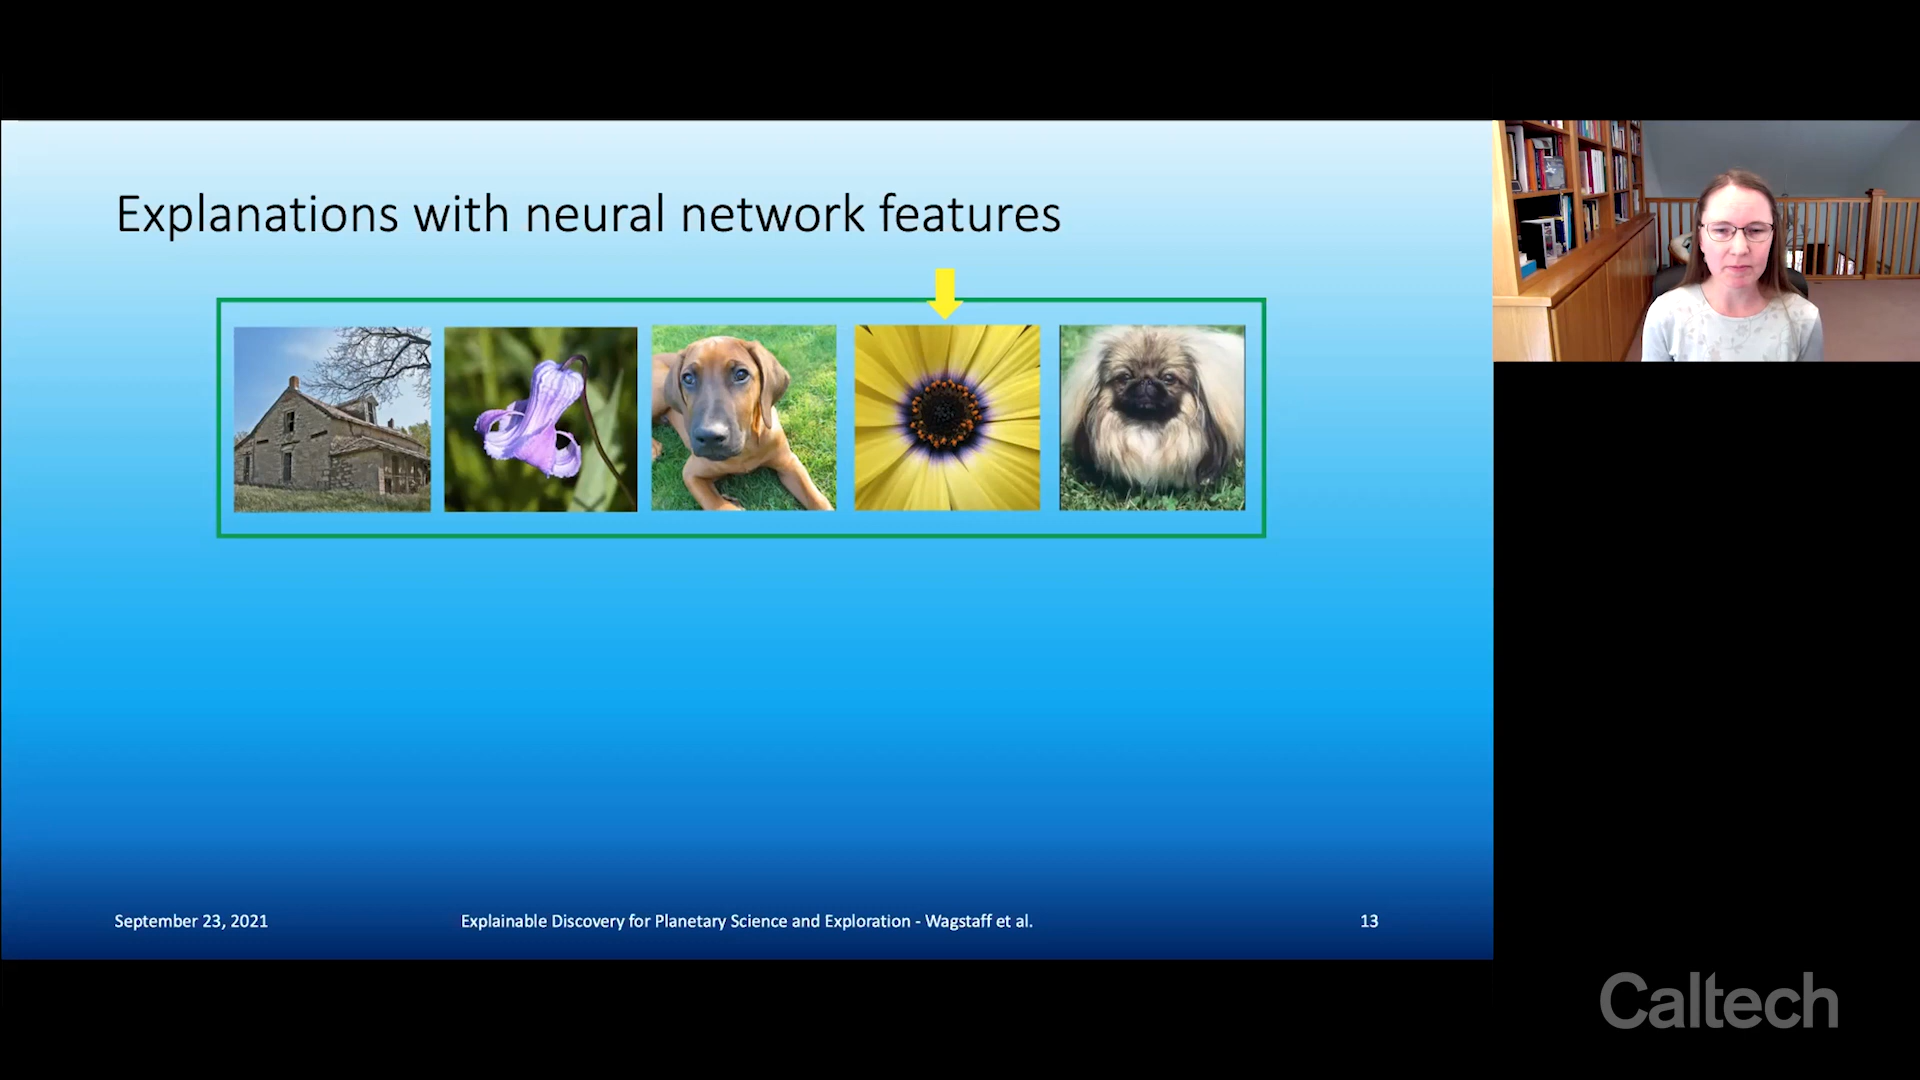 Explanations with neural network features
September 23, 2021
Explainable Discovery for Planetary Science and Exploration - Wagstaff et al.
13
Caltech